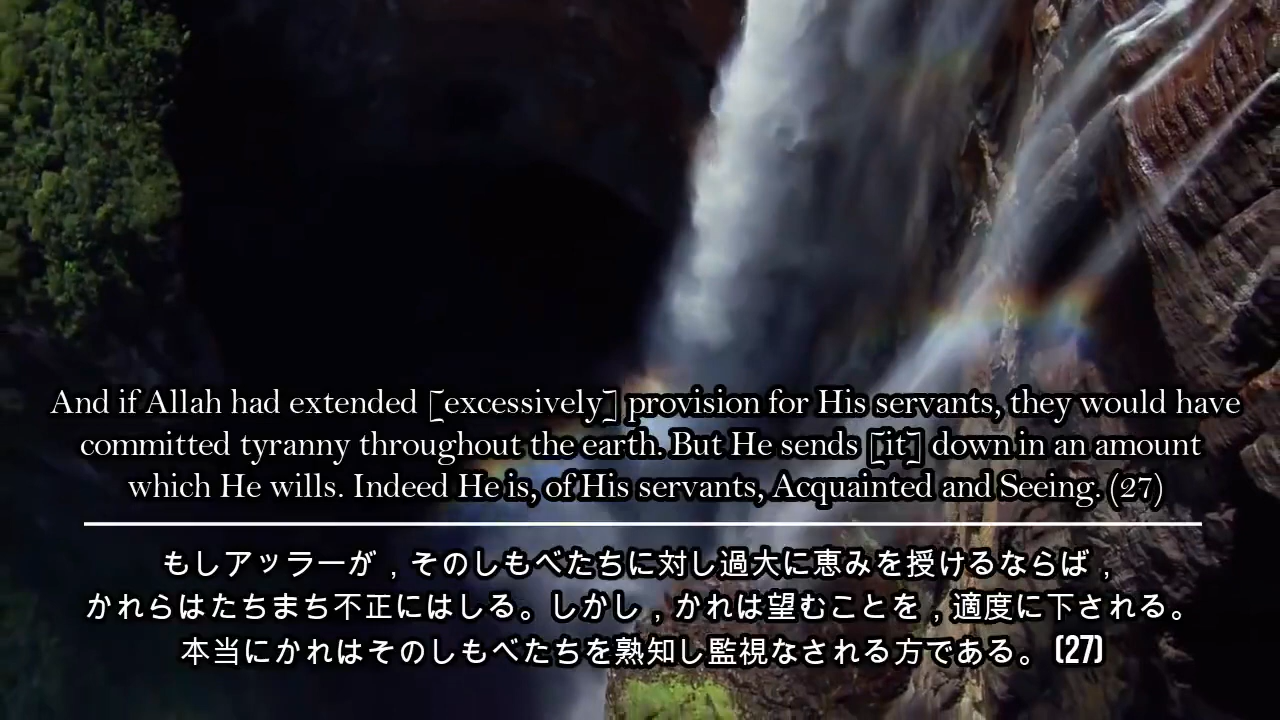 And if Allah had extended [excessively] provision for His servants, they would have
committed tyranny throughout the earth. But He sends [it] down in an amount
which He wills. Indeed He is, of His servants, Acquainted and Seeing. (27)
もしアッラーが , そのしもべたちに対し過大に恵みを授けるならば ,
かれらはたちまち不正にはしる。しかし , かれは望むことを , 適度に下される。
本当にかれはそのしもべたちを熟知し監視なされる方である。 (27)